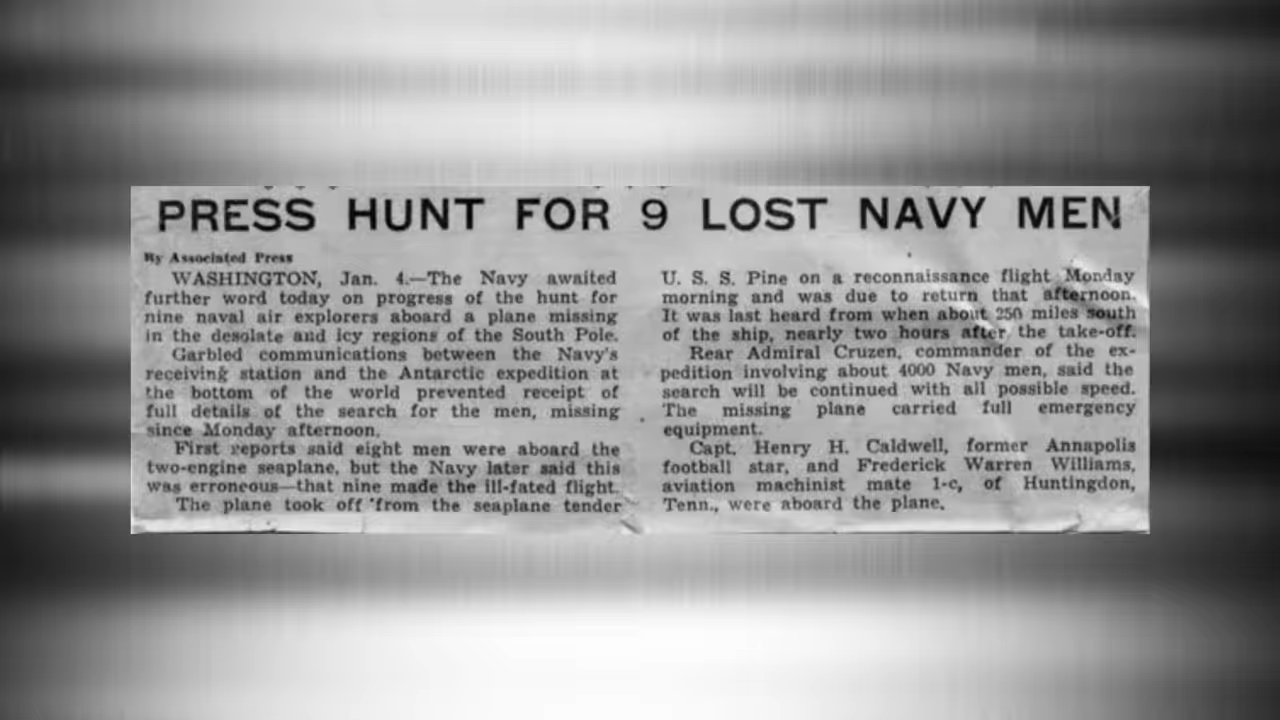 PRESS HUNT FOR 9 LOST NAVY MEN
By Associated Press
WASHINGTON, Jan. 4.—The Navy awaited
further word today on progress of the hunt for
nine naval air explorers aboard a plane missing
in the desolate and icy regions of the South Pole.
Garbled communications between the Navy's
receiving station and the Antarctic expedition at
the bottom of the world prevented receipt of
full details of the search for the men, missing
since Monday afternoon.
First reports said eight men were aboard the
two-engine seaplane, but the Navy later said this
was erroneous—that nine made the ill-fated flight.
The plane took off from the seaplane tender
U. S. S. Pine on a reconnaissance flight Monday
morning and was due to return that afternoon.
It was last heard from when about 250 miles south
of the ship, nearly two hours after the take-off.
Rear Admiral Cruzen, commander of the ex-
pedition involving about 4000 Navy men, said the
search will be continued with all possible speed.
The missing plane carried full emergency
equipment.
Capt. Henry H. Caldwell, former Annapolis
football star, and Frederick Warren Williams,
aviation machinist mate 1-c, of Huntingdon,
Tenn., were aboard the plane.